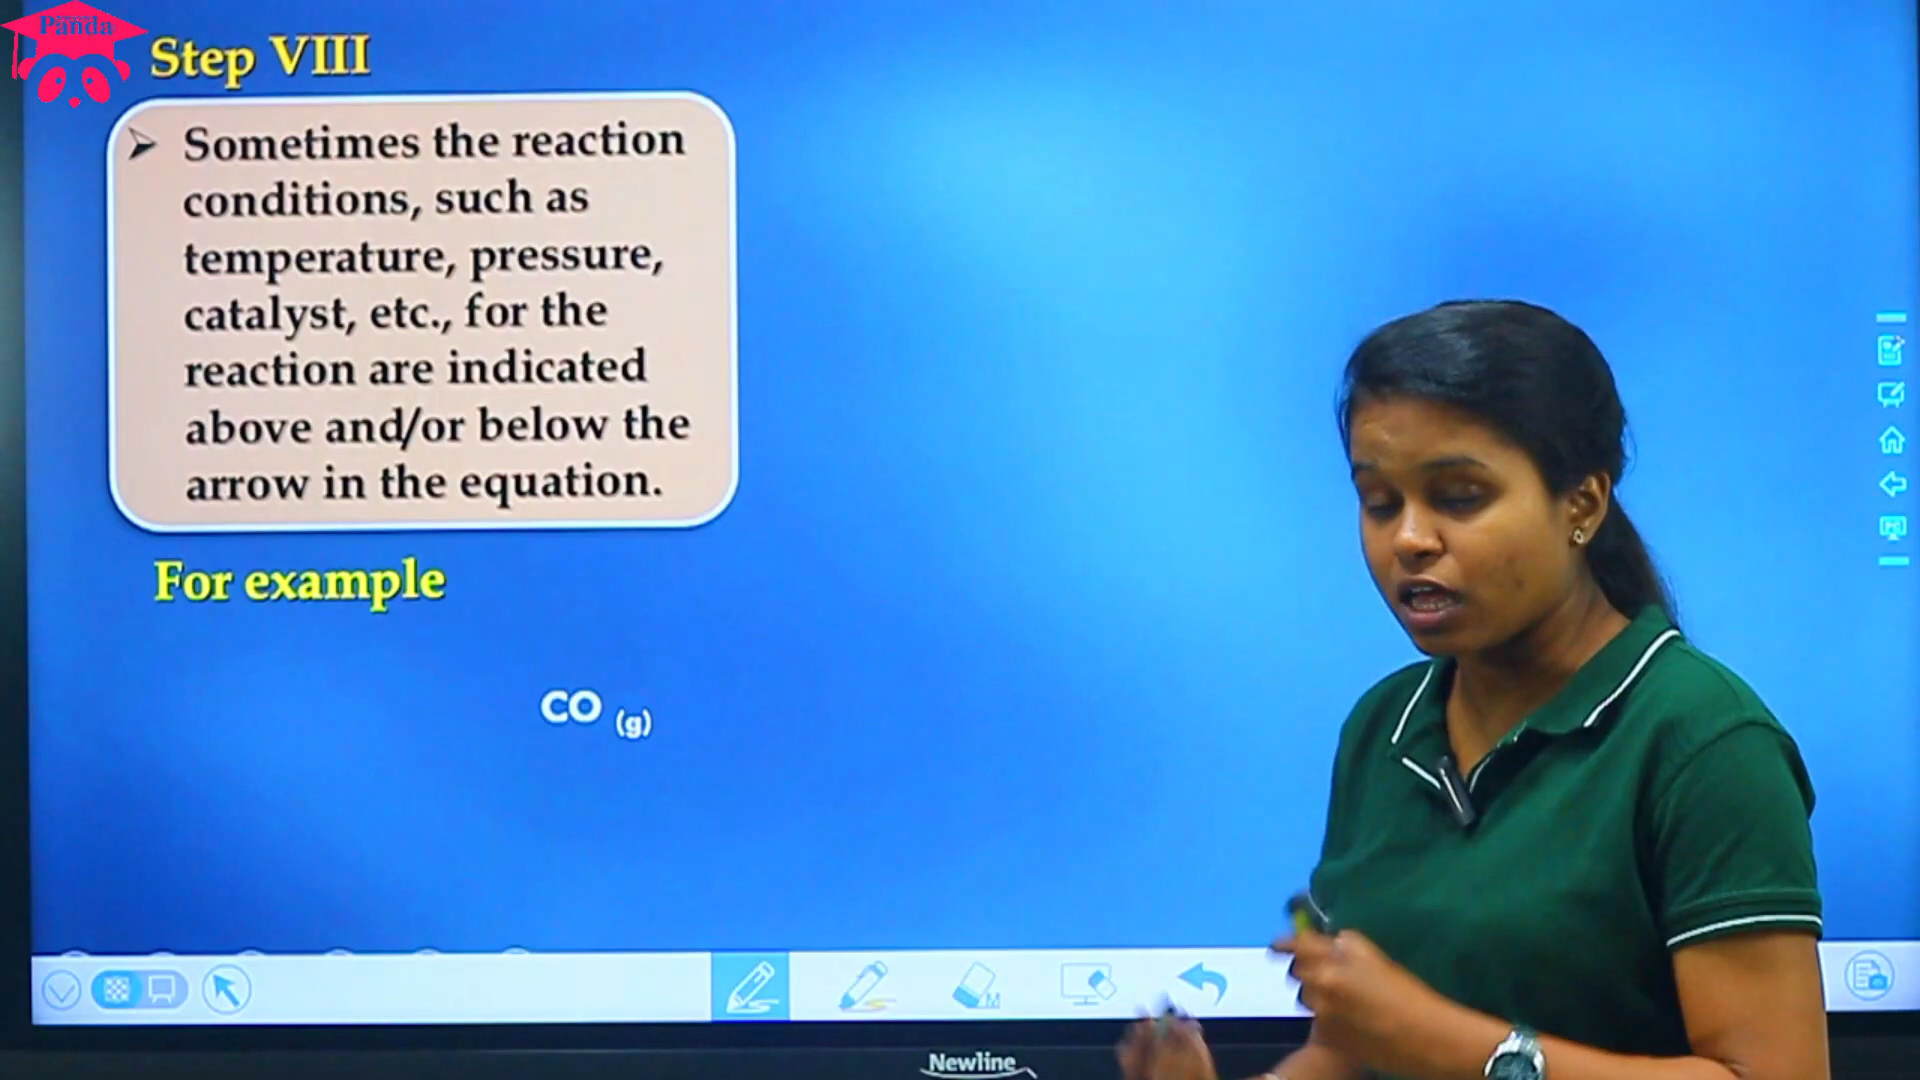 Panda
Step VIII
➢ Sometimes the reaction
conditions, such as
temperature, pressure,
catalyst, etc., for the
reaction are indicated
above and/or below the
arrow in the equation.
For example
CO (g)
M
Newline